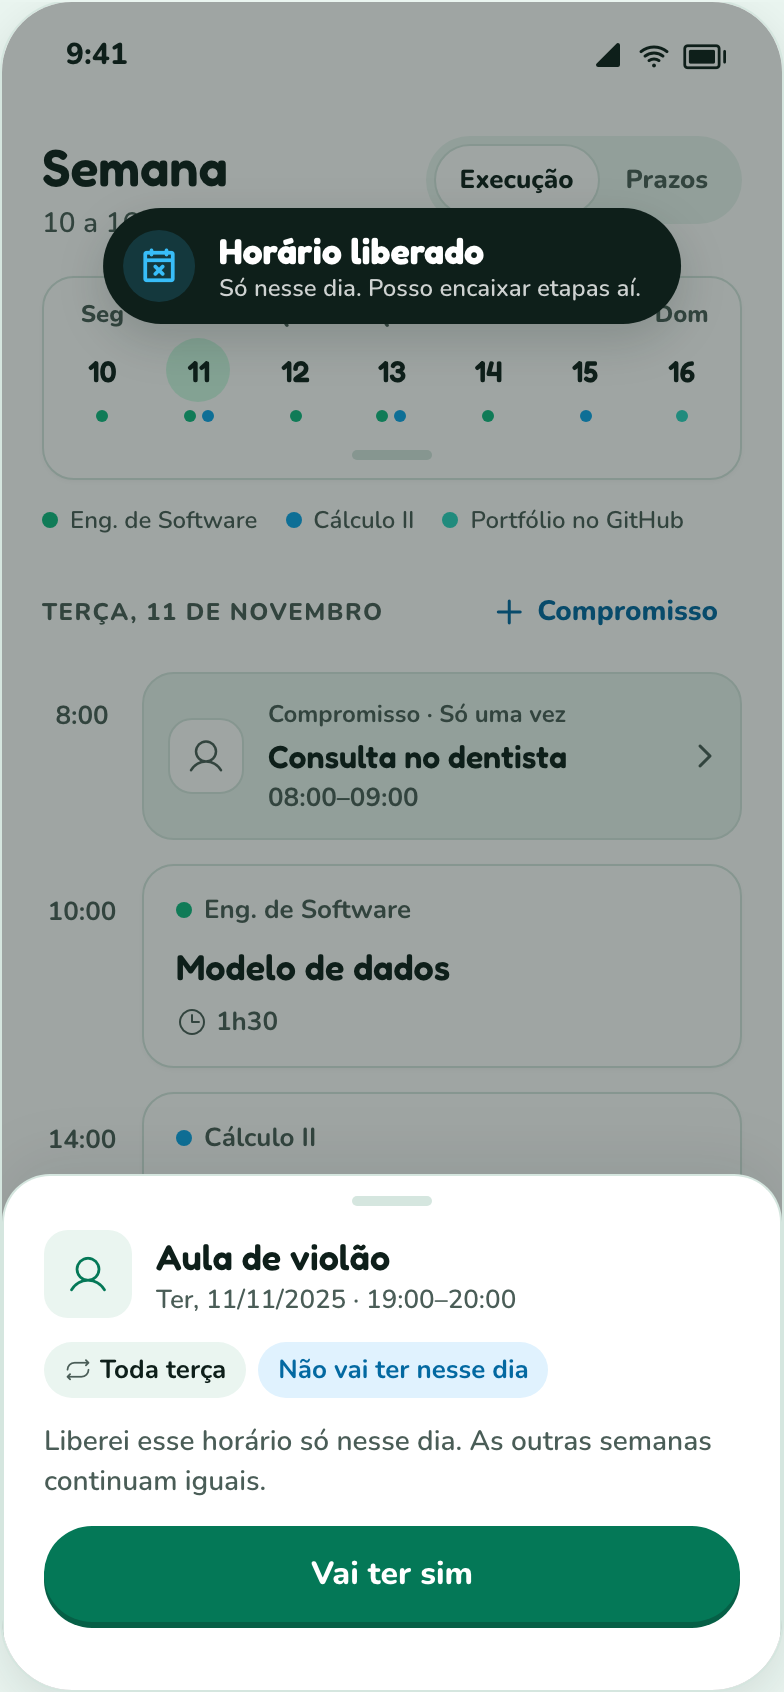 9:41
Semana
Execução
Prazos
10 a
Horário liberado
Só nesse dia. Posso encaixar etapas aí.
Seg
Dom
10 11 12 13 14 15 16
Eng. de Software
Cálculo II
Portfólio no GitHub
TERÇA, 11 DE NOVEMBRO
+ Compromisso
8:00
Compromisso · Só uma vez
Consulta no dentista
08:00–09:00
10:00
Eng. de Software
Modelo de dados
1h30
14:00
Cálculo II
Aula de violão
Ter, 11/11/2025 · 19:00–20:00
Toda terça
Não vai ter nesse dia
Liberei esse horário só nesse dia. As outras semanas
continuam iguais.
Vai ter sim